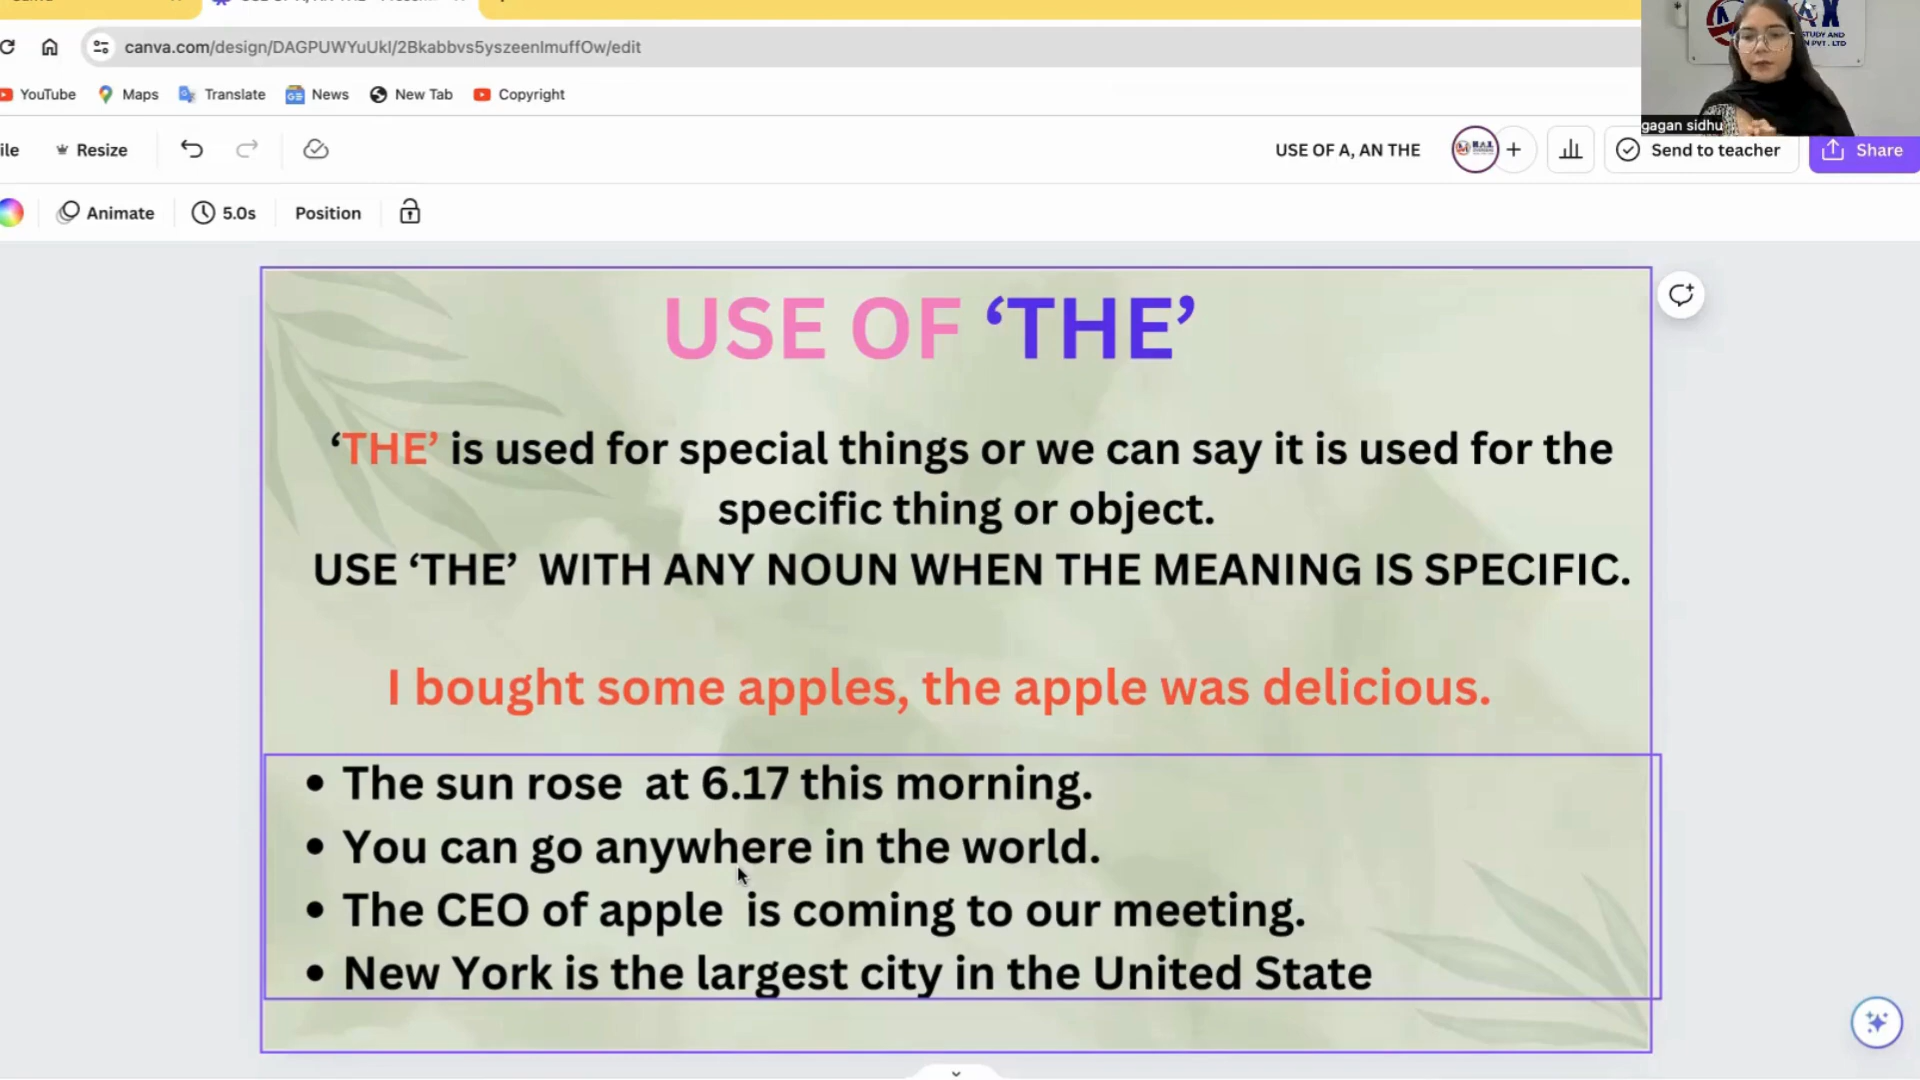 canva.com/design/DAGPUWYuUkI/2Bkabbvs5yszeenImuffOw/edit
YouTube Maps Translate News New Tab Copyright
STUDY AND
N PVT. LTD
gagan sidhu
ile Resize USE OF A, AN THE Send to teacher Share
Animate 5.0s Position
USE OF ‘THE’
‘THE’ is used for special things or we can say it is used for the
specific thing or object.
USE ‘THE’ WITH ANY NOUN WHEN THE MEANING IS SPECIFIC.
I bought some apples, the apple was delicious.
• The sun rose at 6.17 this morning.
• You can go anywhere in the world.
• The CEO of apple is coming to our meeting.
• New York is the largest city in the United State